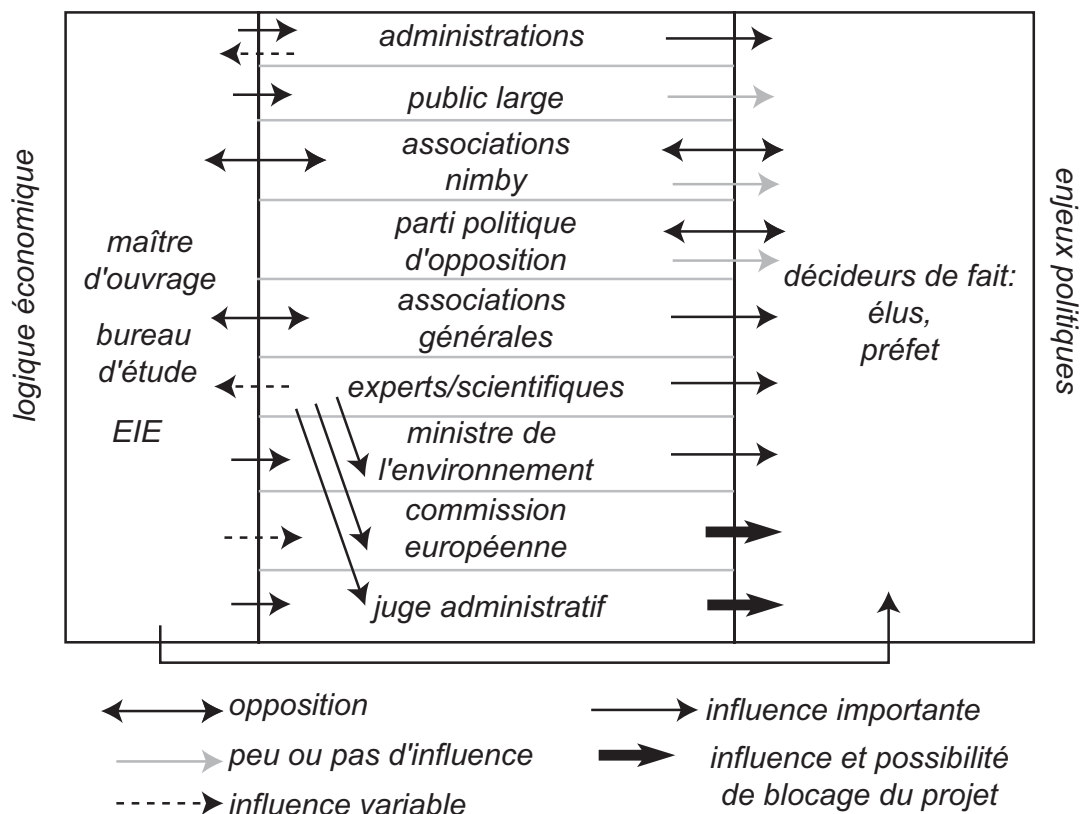 logique économique
maître
d'ouvrage
bureau
d'étude
EIE
administrations
public large
associations
nimby
parti politique
d'opposition
associations
générales
experts/scientifiques
ministre de
l'environnement
commission
européenne
juge administratif
décideurs de fait:
élus,
préfet
enjeux politiques
opposition
peu ou pas d'influence
influence variable
influence importante
influence et possibilité
de blocage du projet